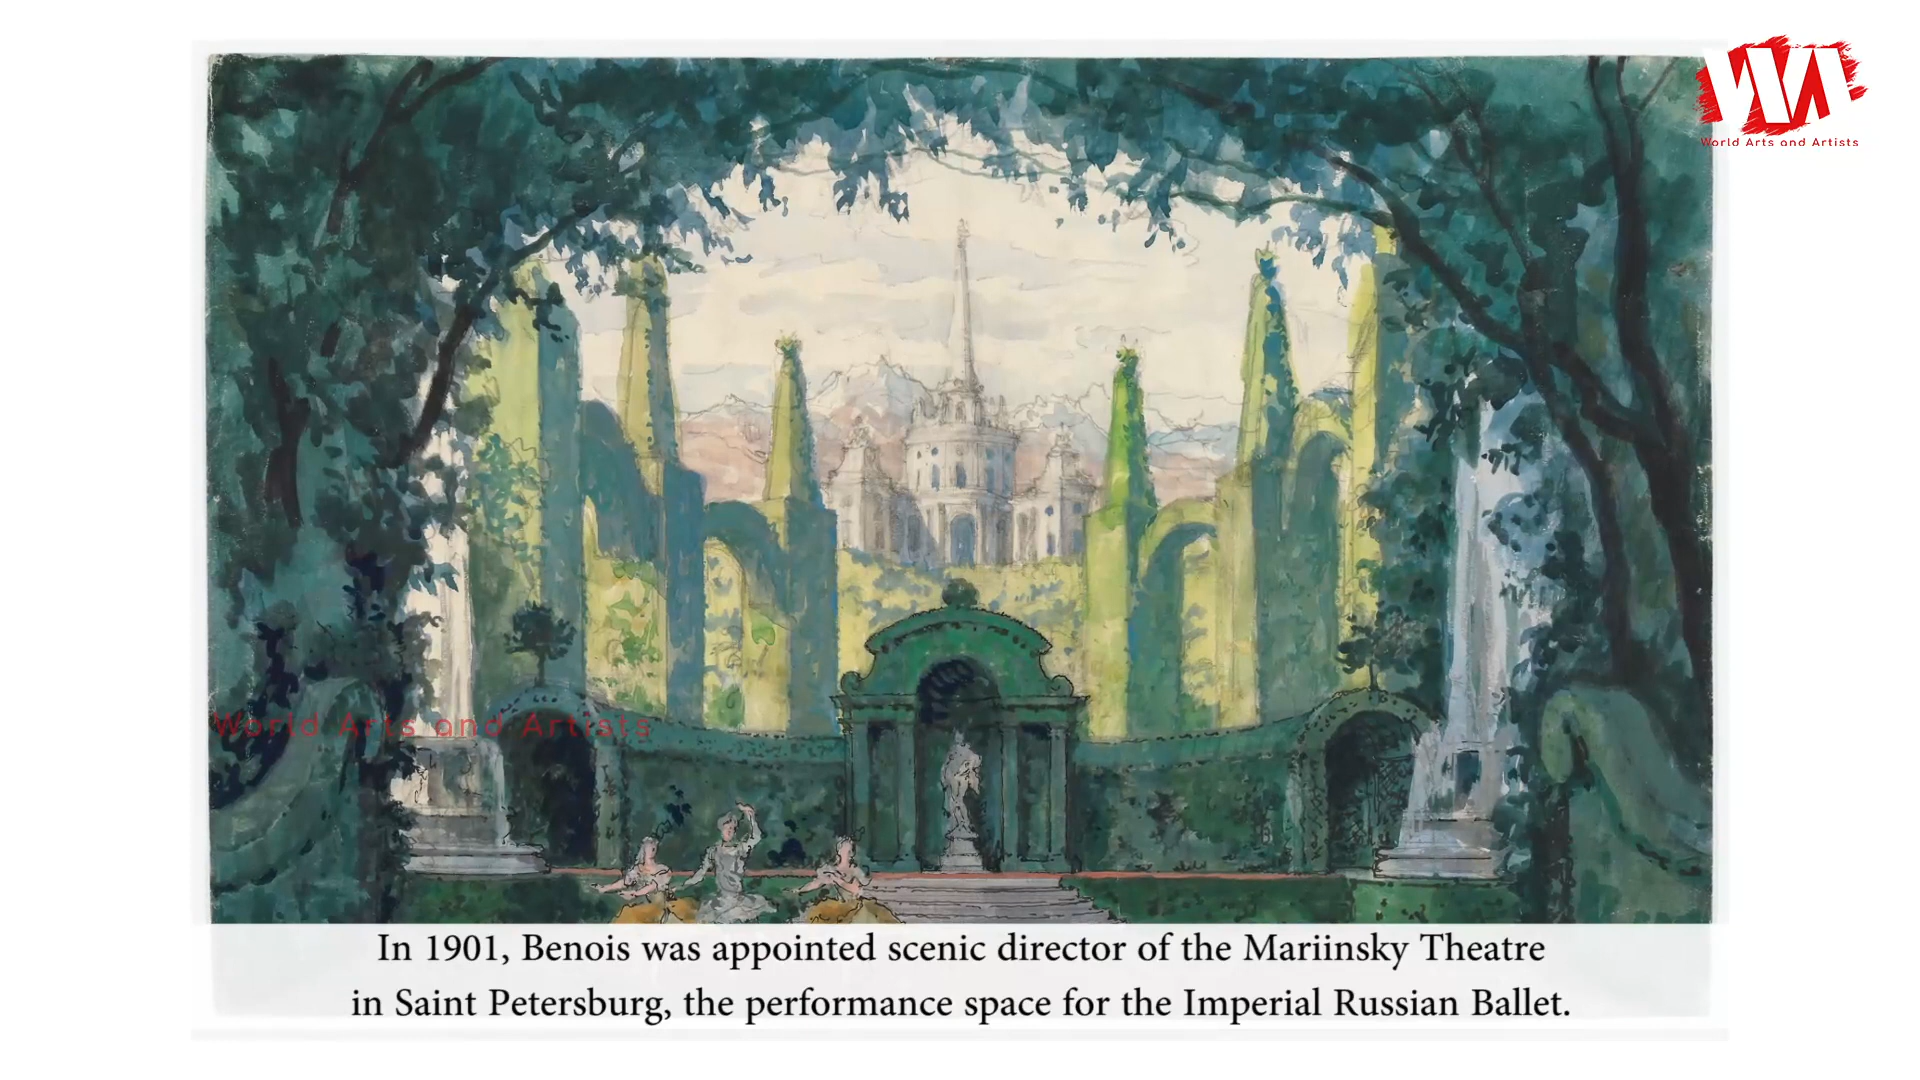 World Arts and Artists
World Arts and Artists
In 1901, Benois was appointed scenic director of the Mariinsky Theatre
in Saint Petersburg, the performance space for the Imperial Russian Ballet.